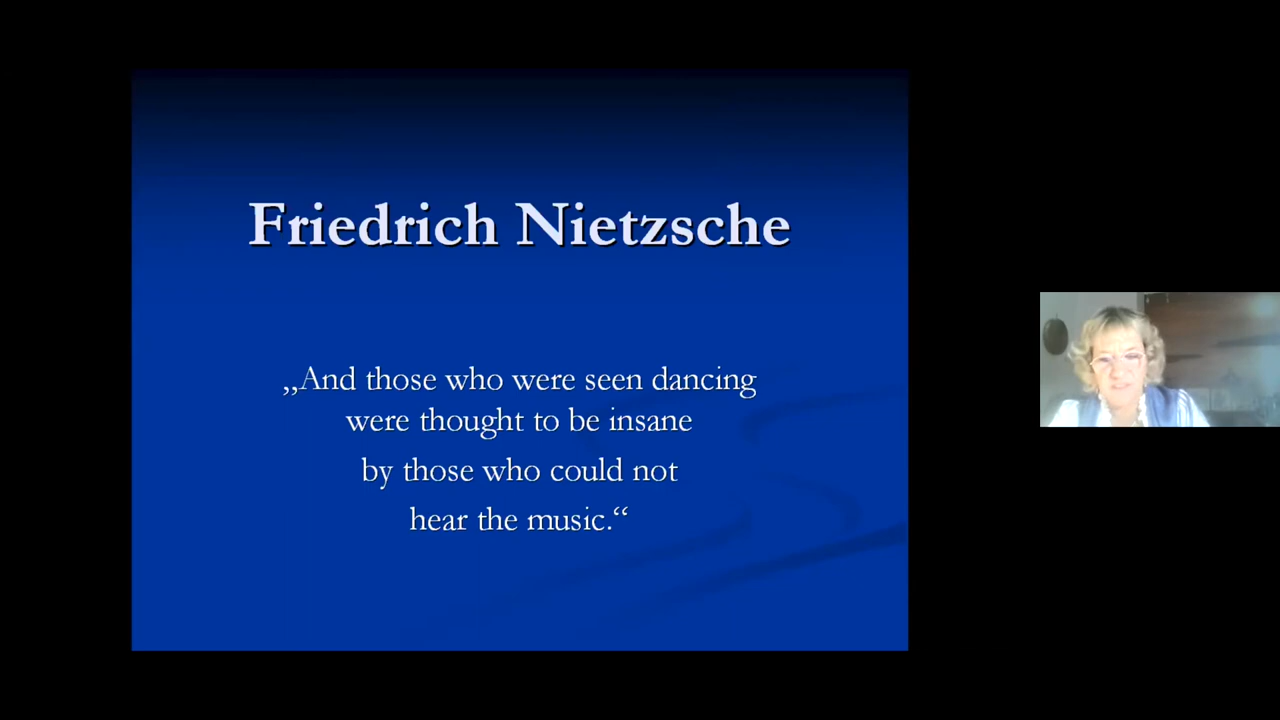 Friedrich Nietzsche
„And those who were seen dancing
were thought to be insane
by those who could not
hear the music.“